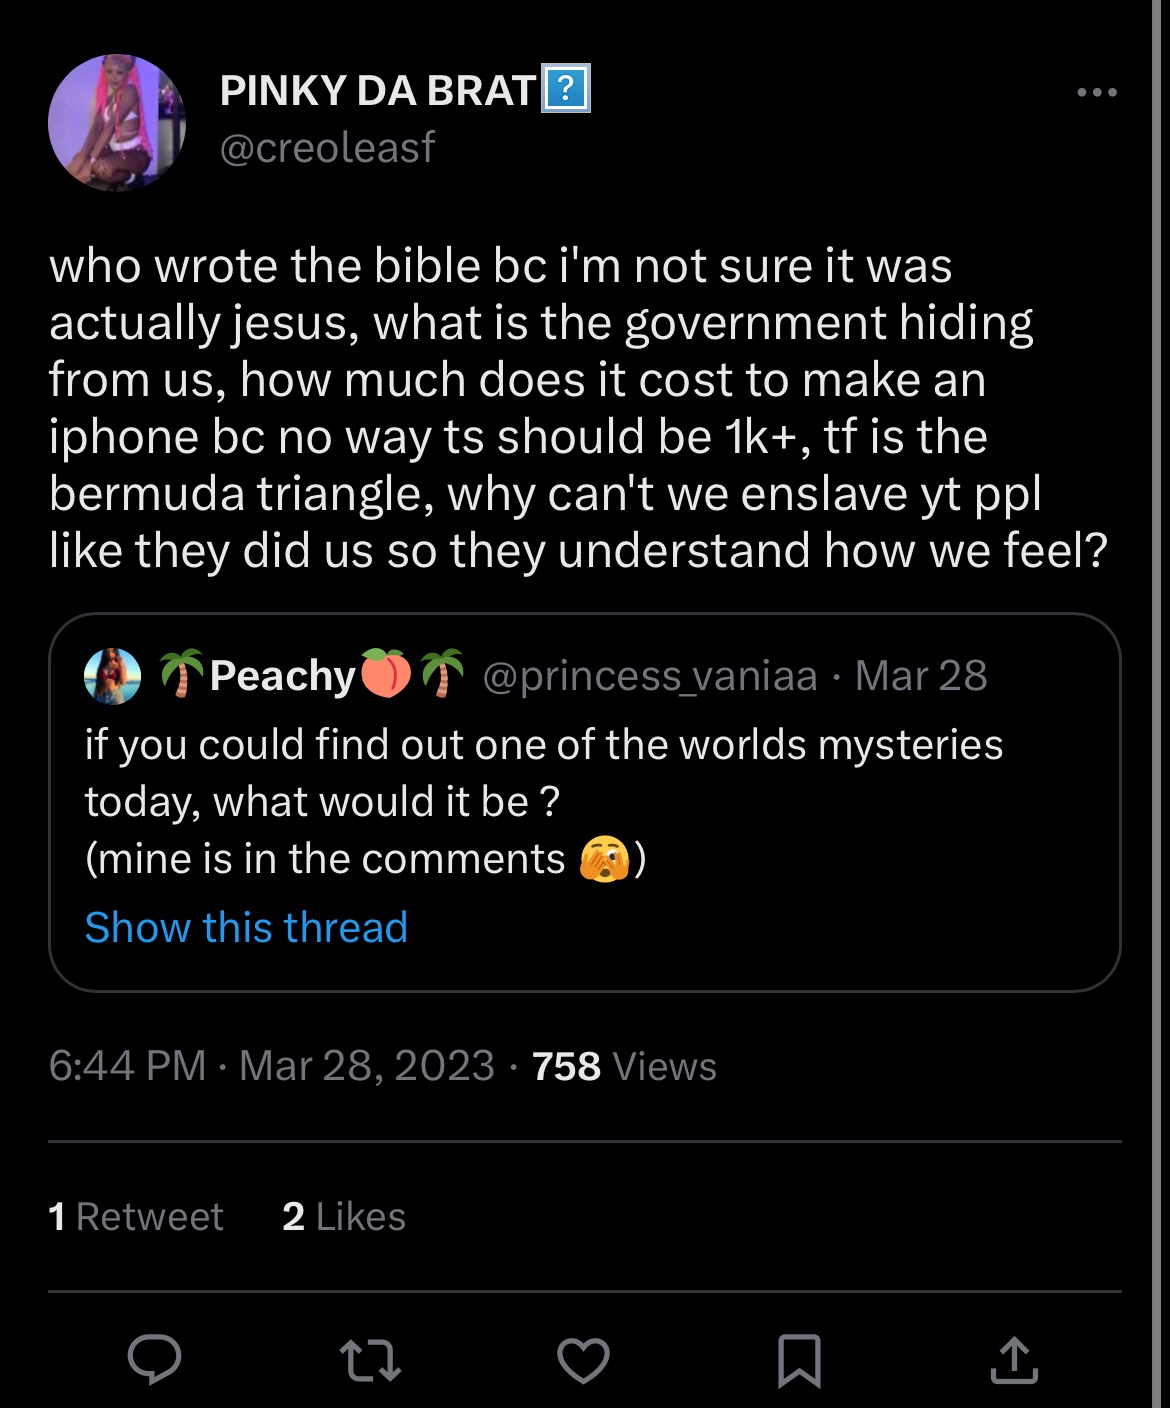 PINKY DA BRAT?
@creoleasf
who wrote the bible bc i'm not sure it was
actually jesus, what is the government hiding
from us, how much does it cost to make an
iphone bc no way ts should be 1k+, tf is the
bermuda triangle, why can't we enslave yt ppl
like they did us so they understand how we feel?
🌴Peachy🍑🌴 @princess_vaniaa · Mar 28
if you could find out one of the worlds mysteries
today, what would it be ?
(mine is in the comments 🫣)
Show this thread
6:44 PM · Mar 28, 2023 · 758 Views
1 Retweet 2 Likes